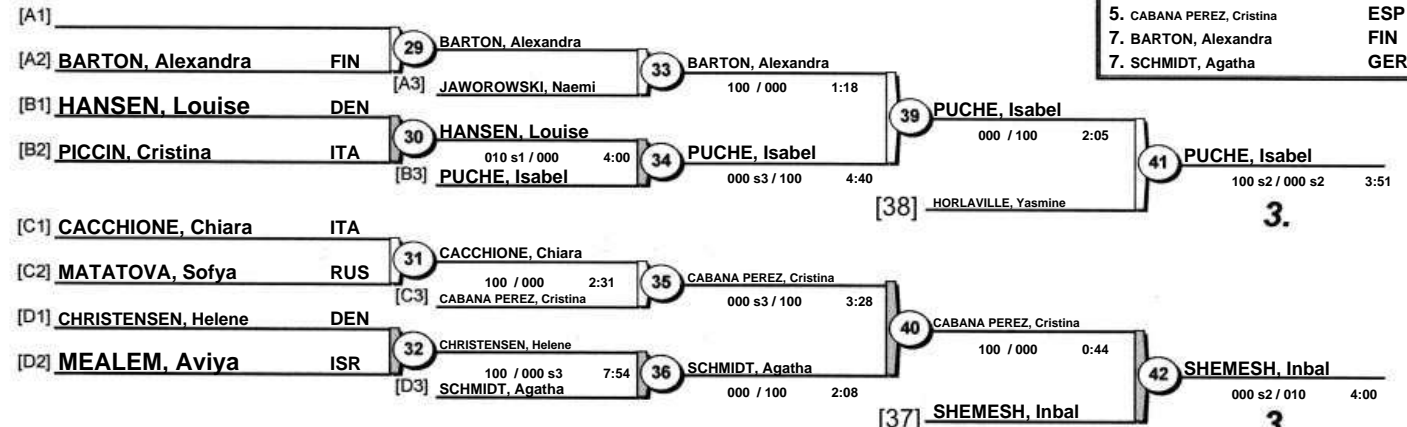 [A1]
[A2] BARTON, Alexandra FIN
29
BARTON, Alexandra
[A3] JAWOROWSKI, Naemi
33
BARTON, Alexandra
100 / 000 1:18
[B1] HANSEN, Louise DEN
[B2] PICCIN, Cristina ITA
30
HANSEN, Louise
010 s1 / 000 4:00
[B3] PUCHE, Isabel
34
PUCHE, Isabel
000 s3 / 100 4:40
39
PUCHE, Isabel
000 / 100 2:05
[38] HORLAVILLE, Yasmine
41
PUCHE, Isabel
100 s2 / 000 s2 3:51
3.
[C1] CACCHIONE, Chiara ITA
[C2] MATATOVA, Sofya RUS
31
CACCHIONE, Chiara
100 / 000 2:31
[C3] CABANA PEREZ, Cristina
35
CABANA PEREZ, Cristina
000 s3 / 100 3:28
[D1] CHRISTENSEN, Helene DEN
[D2] MEALEM, Aviya ISR
32
CHRISTENSEN, Helene
100 / 000 s3 7:54
[D3] SCHMIDT, Agatha
36
SCHMIDT, Agatha
000 / 100 2:08
40
CABANA PEREZ, Cristina
100 / 000 0:44
[37] SHEMESH, Inbal
42
SHEMESH, Inbal
000 s2 / 010 4:00
3.
5. CABANA PEREZ, Cristina ESP
7. BARTON, Alexandra FIN
7. SCHMIDT, Agatha GER